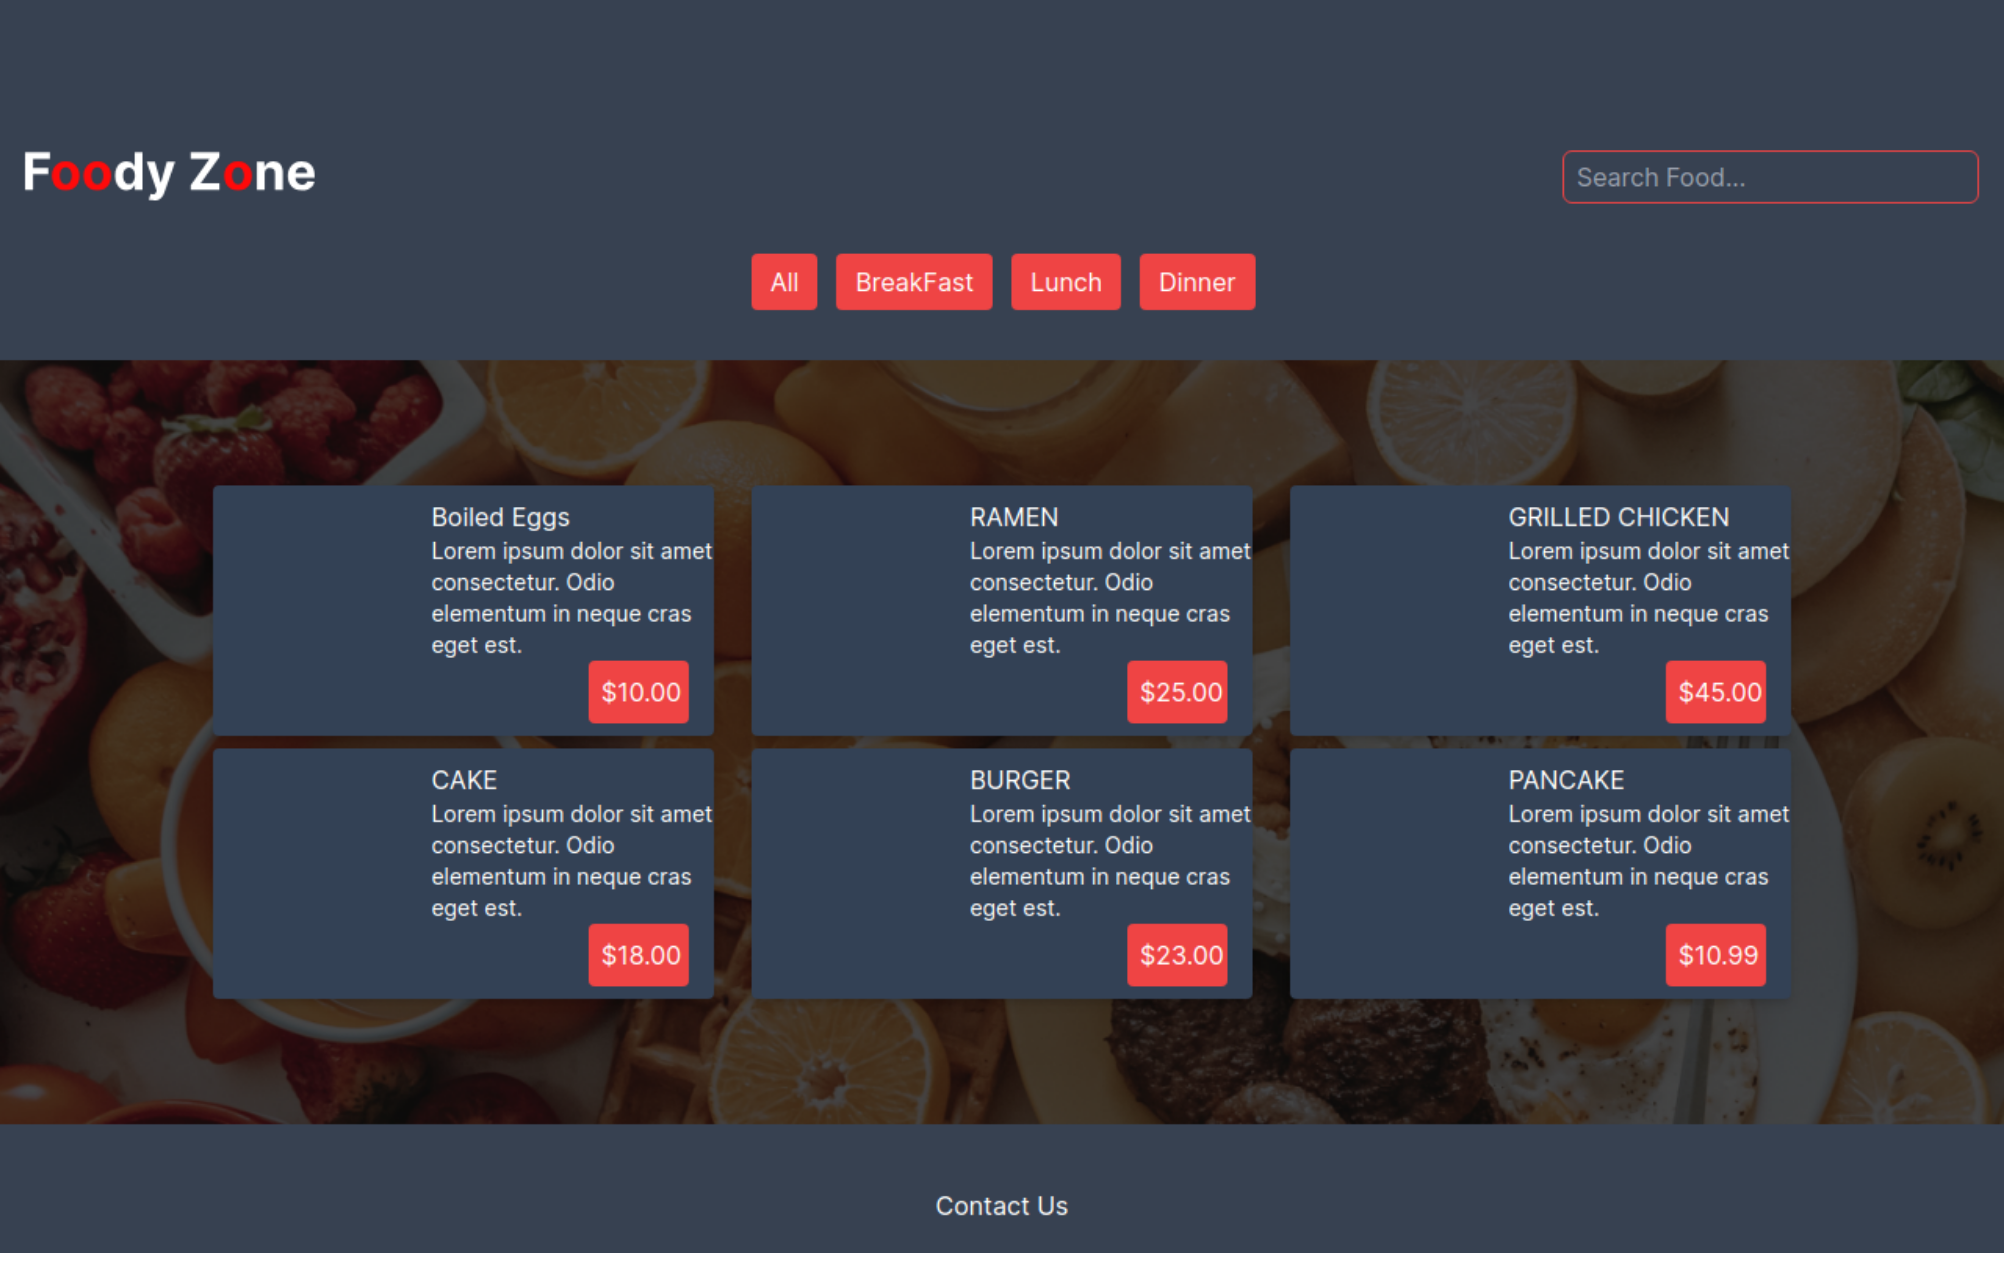 Foody Zone
Search Food...
All
BreakFast
Lunch
Dinner
Boiled Eggs
Lorem ipsum dolor sit amet
consectetur. Odio
elementum in neque cras
eget est.
$10.00
RAMEN
Lorem ipsum dolor sit amet
consectetur. Odio
elementum in neque cras
eget est.
$25.00
GRILLED CHICKEN
Lorem ipsum dolor sit amet
consectetur. Odio
elementum in neque cras
eget est.
$45.00
CAKE
Lorem ipsum dolor sit amet
consectetur. Odio
elementum in neque cras
eget est.
$18.00
BURGER
Lorem ipsum dolor sit amet
consectetur. Odio
elementum in neque cras
eget est.
$23.00
PANCAKE
Lorem ipsum dolor sit amet
consectetur. Odio
elementum in neque cras
eget est.
$10.99
Contact Us